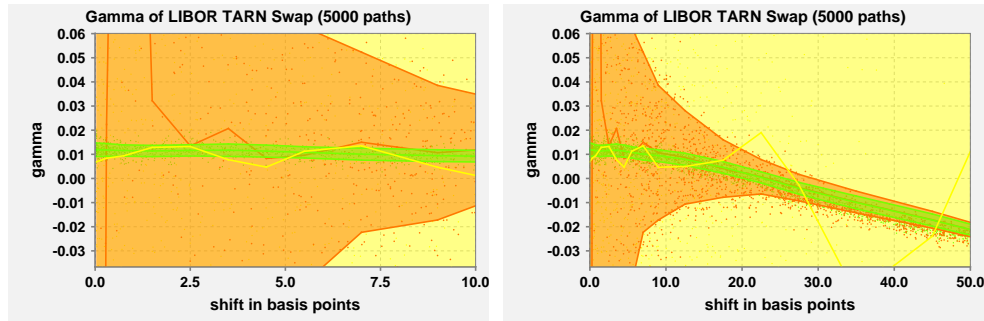 Gamma of LIBOR TARN Swap (5000 paths)
0.06
0.05
0.04
0.03
0.02
0.01
0.00
-0.01
-0.02
-0.03
gamma
0.0 2.5 5.0 7.5 10.0
shift in basis points
Gamma of LIBOR TARN Swap (5000 paths)
0.06
0.05
0.04
0.03
0.02
0.01
0.00
-0.01
-0.02
-0.03
gamma
0.0 10.0 20.0 30.0 40.0 50.0
shift in basis points